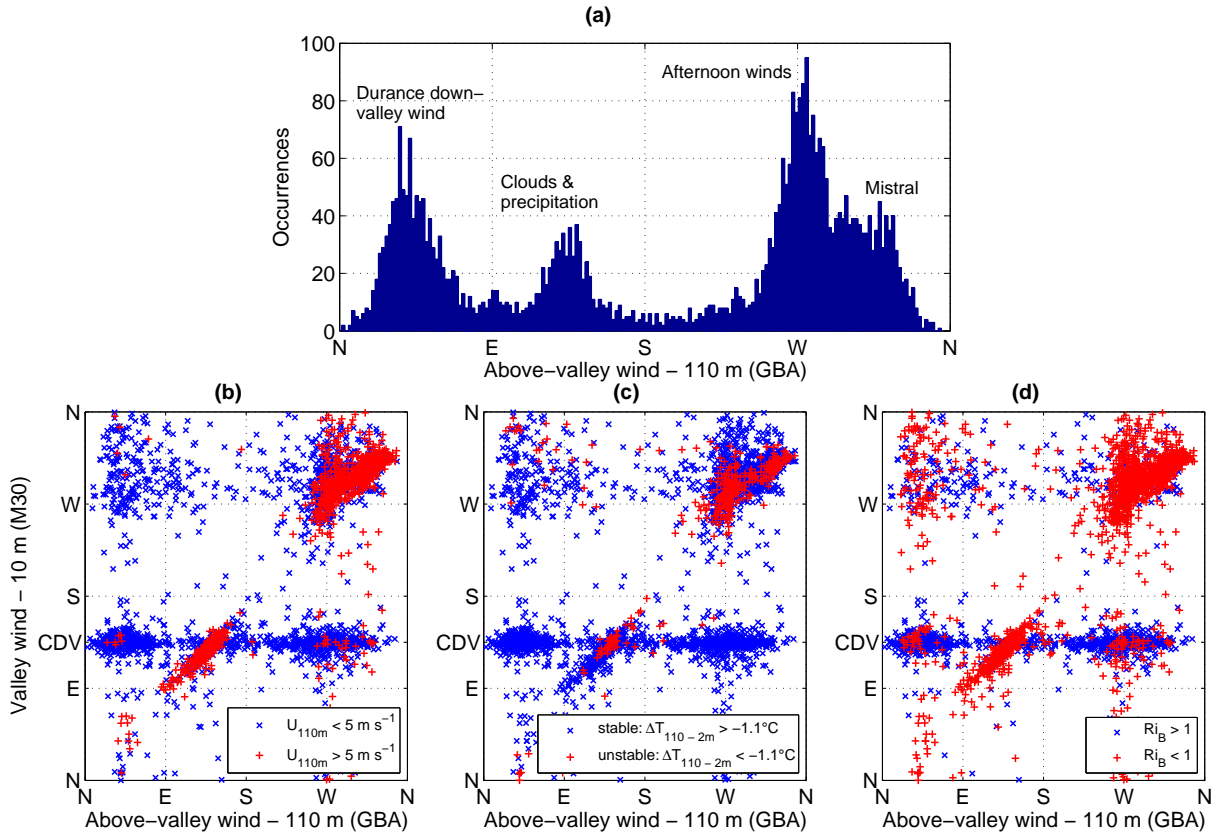 (a)
100
80
60
40
20
0
Occurrences
Durance down−
valley wind
Clouds &
precipitation
Afternoon winds
Mistral
N E S W N
Above−valley wind − 110 m (GBA)
(b) (c) (d)
Valley wind − 10 m (M30)
N
W
S
CDV
E
N
U110m < 5 m s−1
U110m > 5 m s−1
N E S W N
Above−valley wind − 110 m (GBA)
N
W
S
CDV
E
N
stable: ΔT110 − 2m > −1.1°C
unstable: ΔT110 − 2m < −1.1°C
N E S W N
Above−valley wind − 110 m (GBA)
N
W
S
CDV
E
N
RiB > 1
RiB < 1
N E S W N
Above−valley wind − 110 m (GBA)